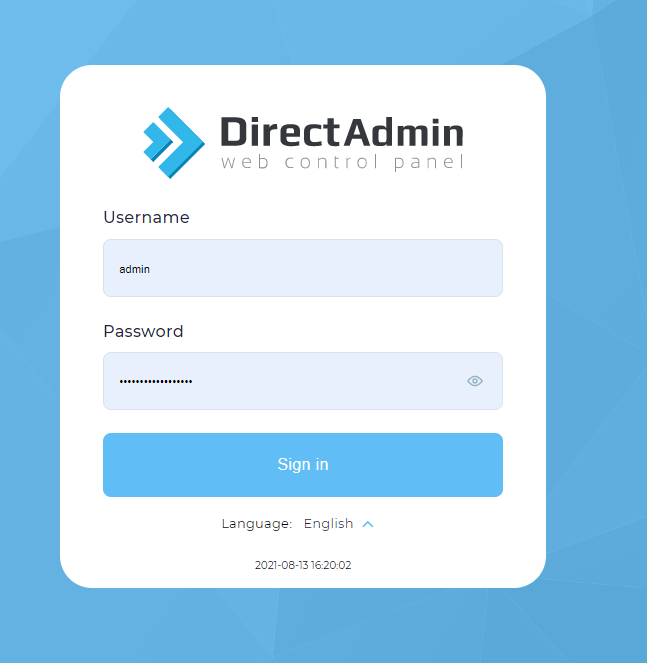 DirectAdmin
web control panel
Username
admin
Password
••••••••••••••••••
Sign in
Language: English
2021-08-13 16:20:02